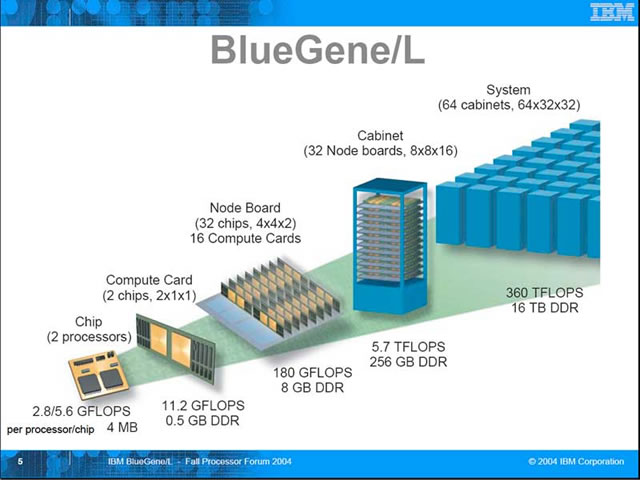 IBM
BlueGene/L
System
(64 cabinets, 64x32x32)
Cabinet
(32 Node boards, 8x8x16)
Node Board
(32 chips, 4x4x2)
16 Compute Cards
Compute Card
(2 chips, 2x1x1)
Chip
(2 processors)
2.8/5.6 GFLOPS
per processor/chip 4 MB
11.2 GFLOPS
0.5 GB DDR
180 GFLOPS
8 GB DDR
5.7 TFLOPS
256 GB DDR
360 TFLOPS
16 TB DDR
5 IBM BlueGene/L - Fall Processor Forum 2004 © 2004 IBM Corporation